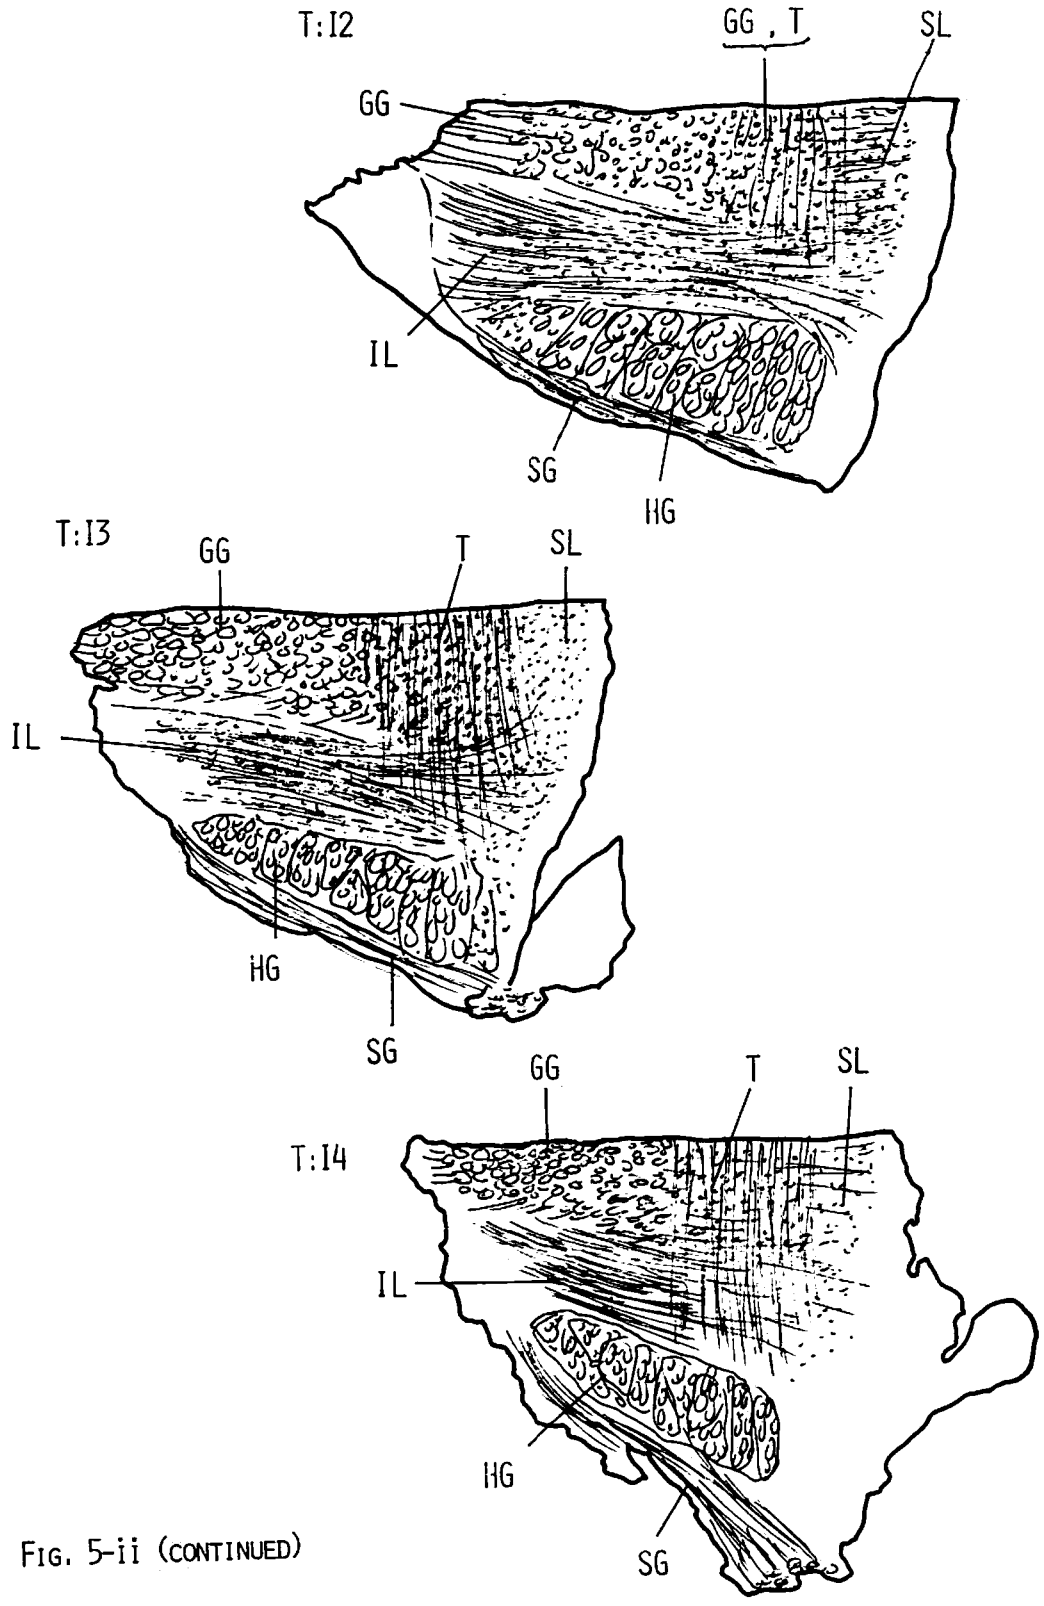 T:I2
GG , T
SL
GG
IL
SG
HG
T:I3
GG
T
SL
IL
HG
SG
GG
T
SL
T:I4
IL
HG
SG
FIG. 5-ii (CONTINUED)